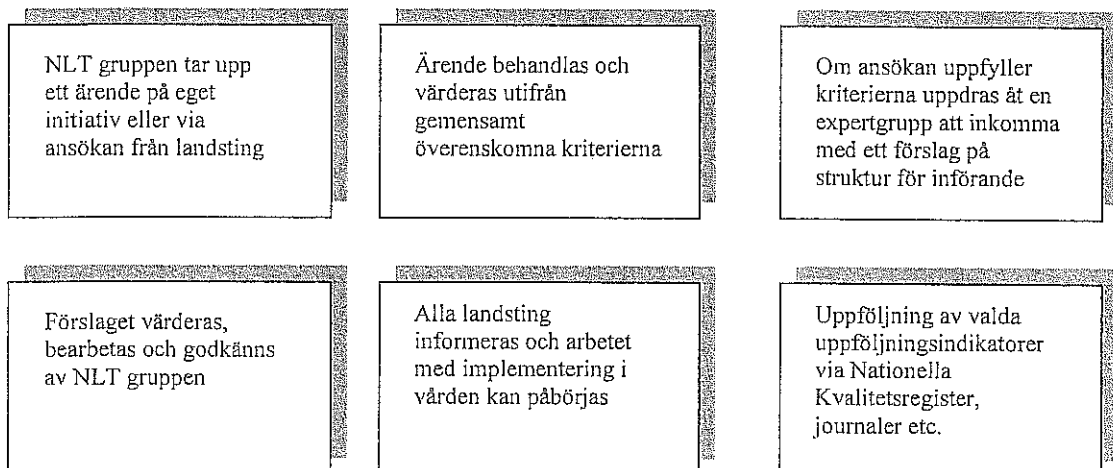 NLT gruppen tar upp
ett ärende på eget
initiativ eller via
ansökan från landsting
Ärende behandlas och
värderas utifrån
gemensamt
överenskomna kriterierna
Om ansökan uppfyller
kriterierna uppdras åt en
expertgrupp att inkomma
med ett förslag på
struktur för införande
Förslaget värderas,
bearbetas och godkänns
av NLT gruppen
Alla landsting
informeras och arbetet
med implementering i
vården kan påbörjas
Uppföljning av valda
uppföljningsindikatorer
via Nationella
Kvalitetsregister,
journaler etc.